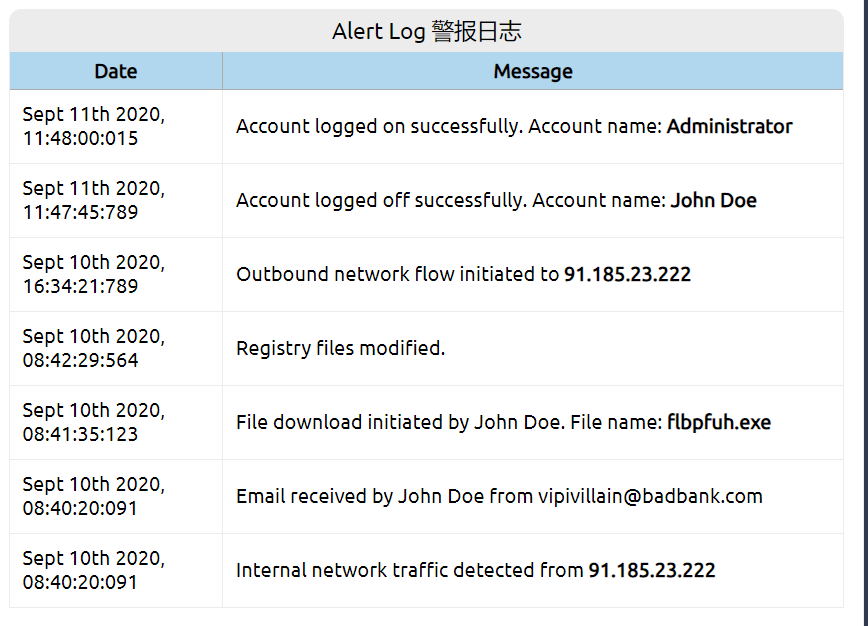 Alert Log 警报日志
Date Message
Sept 11th 2020,
11:48:00:015
Account logged on successfully. Account name: Administrator
Sept 11th 2020,
11:47:45:789
Account logged off successfully. Account name: John Doe
Sept 10th 2020,
16:34:21:789
Outbound network flow initiated to 91.185.23.222
Sept 10th 2020,
08:42:29:564
Registry files modified.
Sept 10th 2020,
08:41:35:123
File download initiated by John Doe. File name: flbpfuh.exe
Sept 10th 2020,
08:40:20:091
Email received by John Doe from vipivillain@badbank.com
Sept 10th 2020,
08:40:20:091
Internal network traffic detected from 91.185.23.222